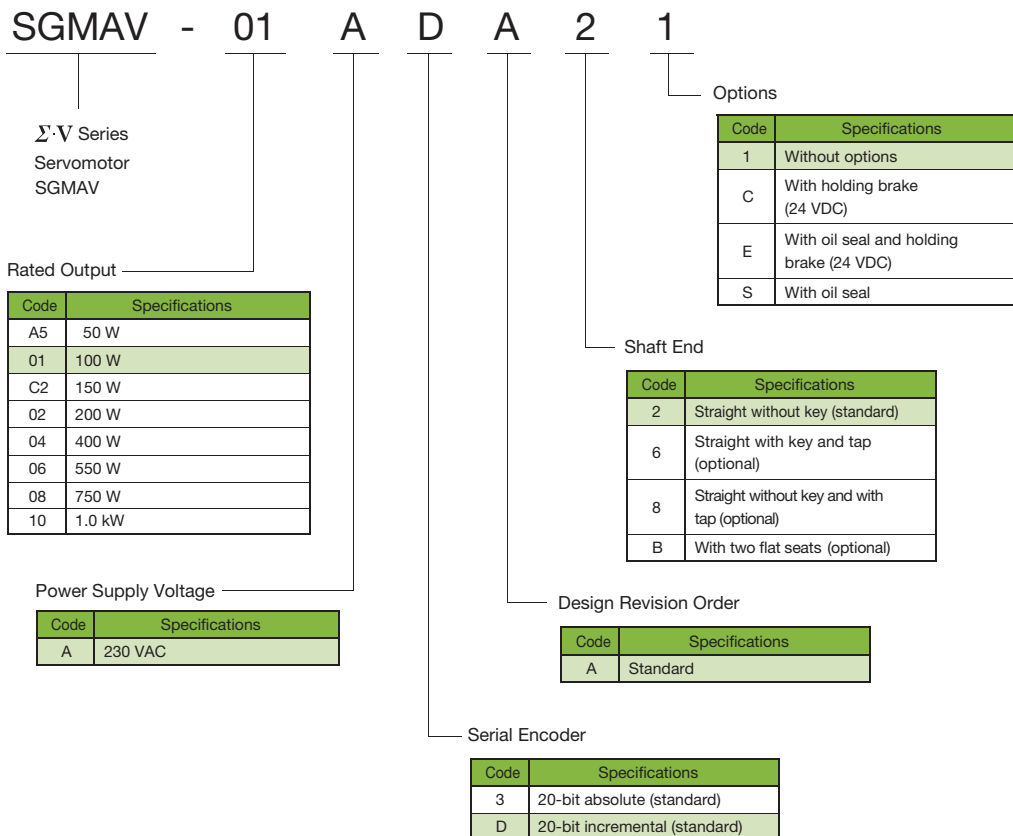 SGMAV - 01 A D A 2 1
Σ-V Series
Servomotor
SGMAV
Options
Code Specifications
1 Without options
C With holding brake
(24 VDC)
E With oil seal and holding
brake (24 VDC)
S With oil seal
Rated Output
Code Specifications
A5 50 W
01 100 W
C2 150 W
02 200 W
04 400 W
06 550 W
08 750 W
10 1.0 kW
Shaft End
Code Specifications
2 Straight without key (standard)
6 Straight with key and tap
(optional)
8 Straight without key and with
tap (optional)
B With two flat seats (optional)
Power Supply Voltage
Code Specifications
A 230 VAC
Design Revision Order
Code Specifications
A Standard
Serial Encoder
Code Specifications
3 20-bit absolute (standard)
D 20-bit incremental (standard)